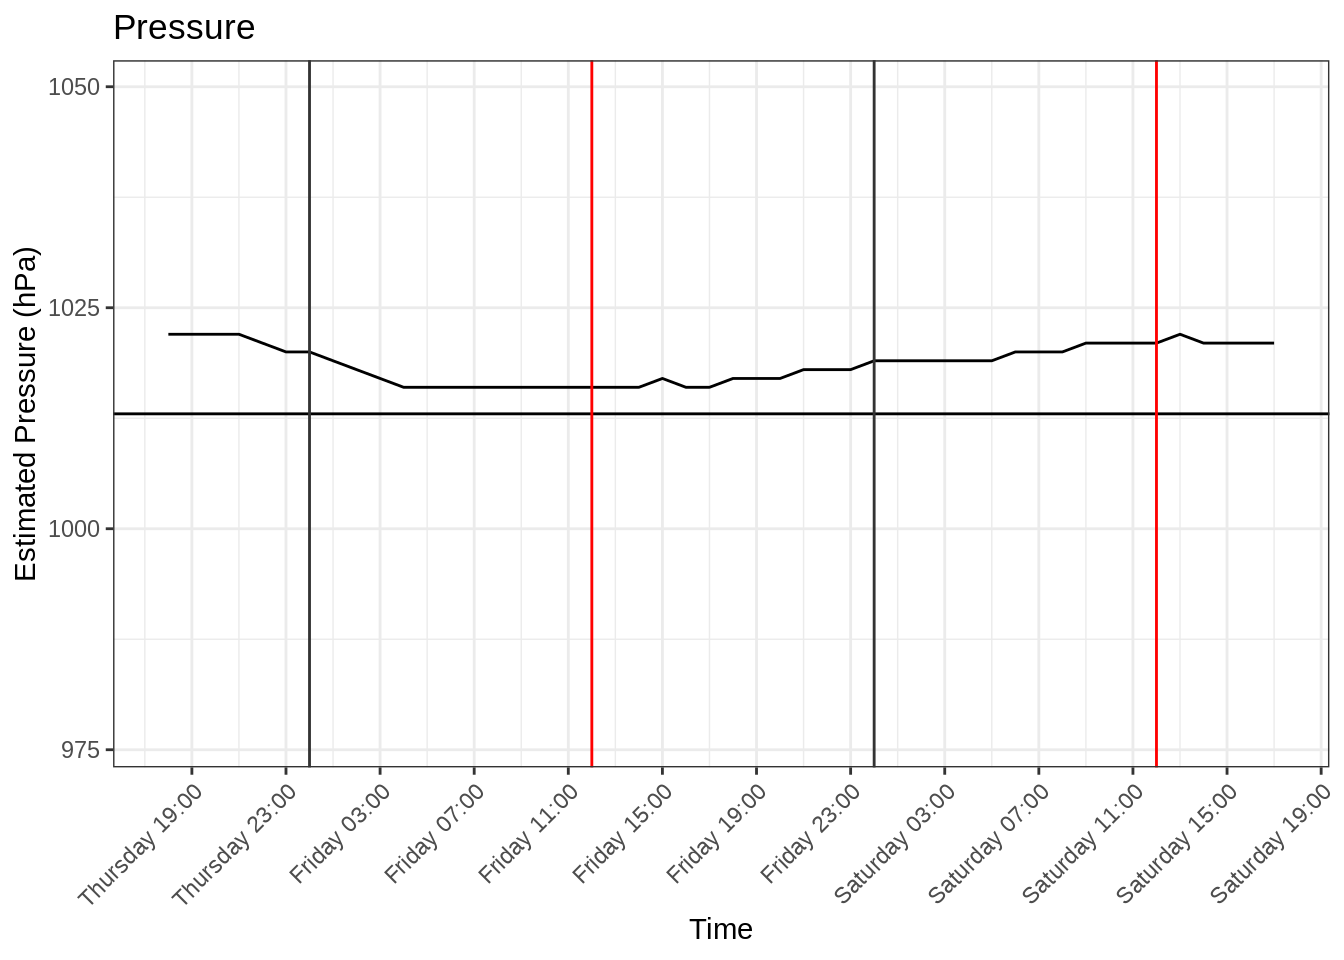 Pressure
Estimated Pressure (hPa)
1050
1025
1000
975
Thursday 19:00
Thursday 23:00
Friday 03:00
Friday 07:00
Friday 11:00
Friday 15:00
Friday 19:00
Friday 23:00
Saturday 03:00
Saturday 07:00
Saturday 11:00
Saturday 15:00
Saturday 19:00
Time